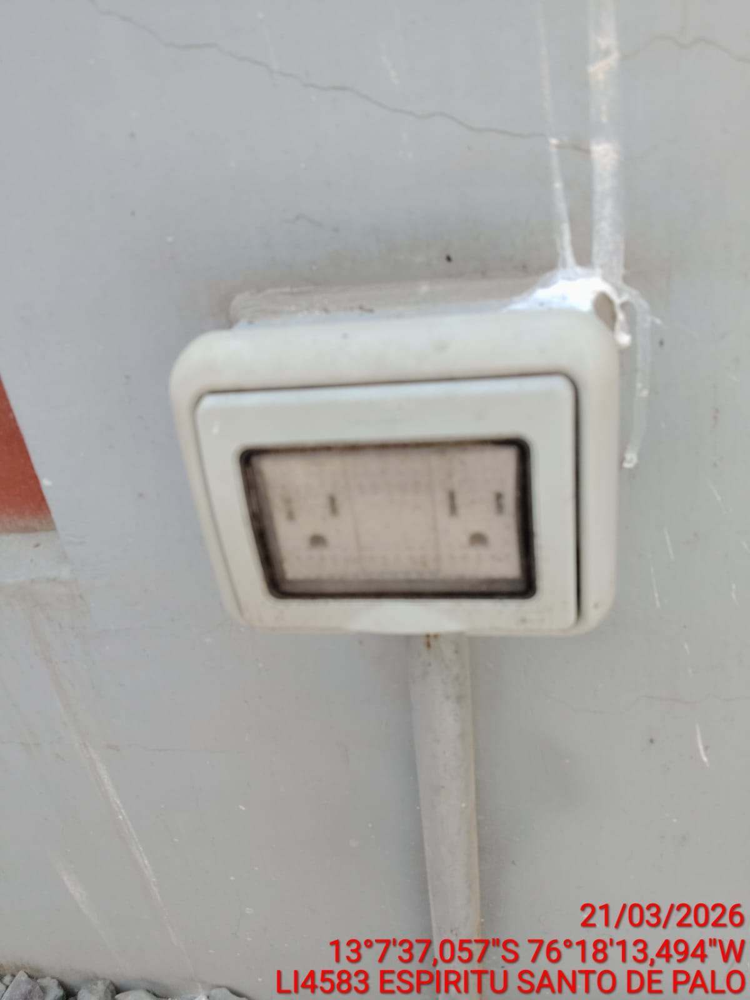 21/03/2026
13°7'37,057"S 76°18'13,494"W
LI4583 ESPIRITU SANTO DE PALO